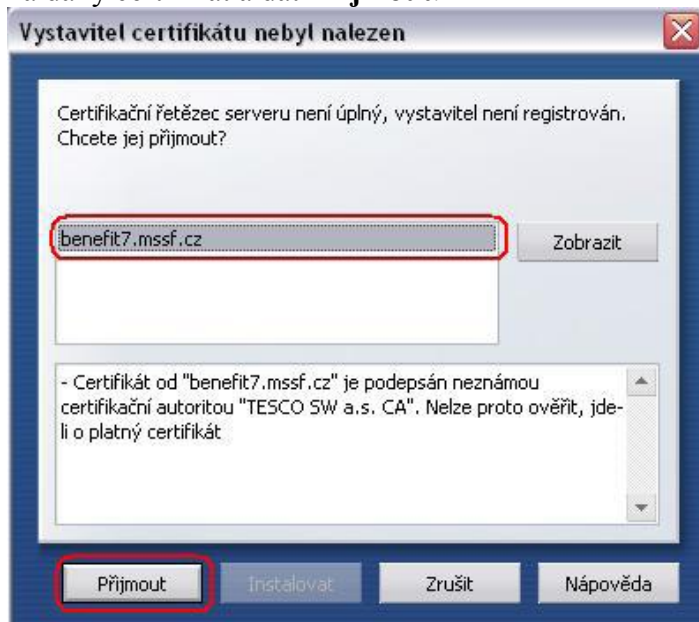 Vystavitel certifikátu nebyl nalezen
Certifikační řetězec serveru není úplný, vystavitel není registrován.
Chcete jej přijmout?
benefit7.mssf.cz
Zobrazit
- Certifikát od "benefit7.mssf.cz" je podepsán neznámou
certifikační autoritou "TESCO SW a.s. CA". Nelze proto ověřit, jde-
li o platný certifikát
Přijmout
Instalovat
Zrušit
Nápověda